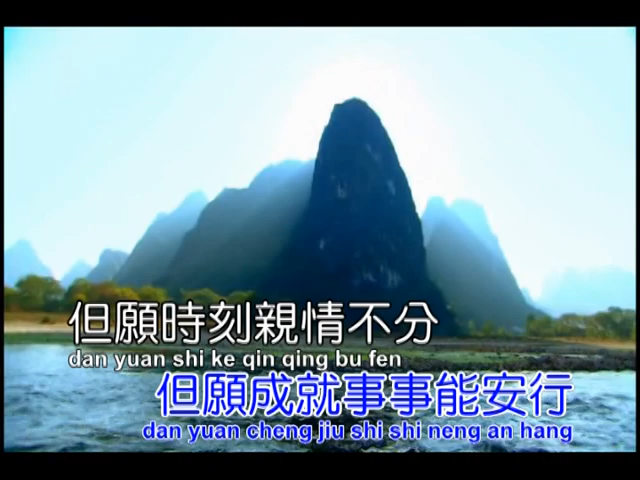 但願時刻親情不分
dan yuan shi ke qin qing bu fen
但願成就事事能安行
dan yuan cheng jiu shi shi neng an hang